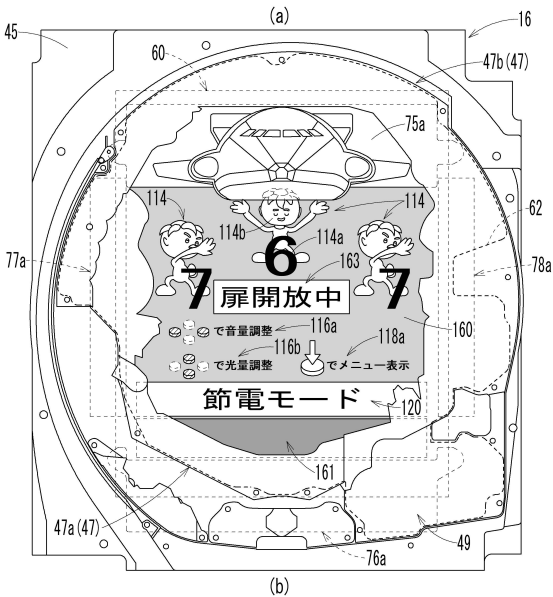 (a)
45
16
60
47b(47)
75a
114
114
62
114b
114a
6
77a
163
78a
7
7
扉開放中
で音量調整
116a
118a
160
116b
で光量調整
でメニュー表示
節電モード
120
161
47a(47)
49
76a
(b)